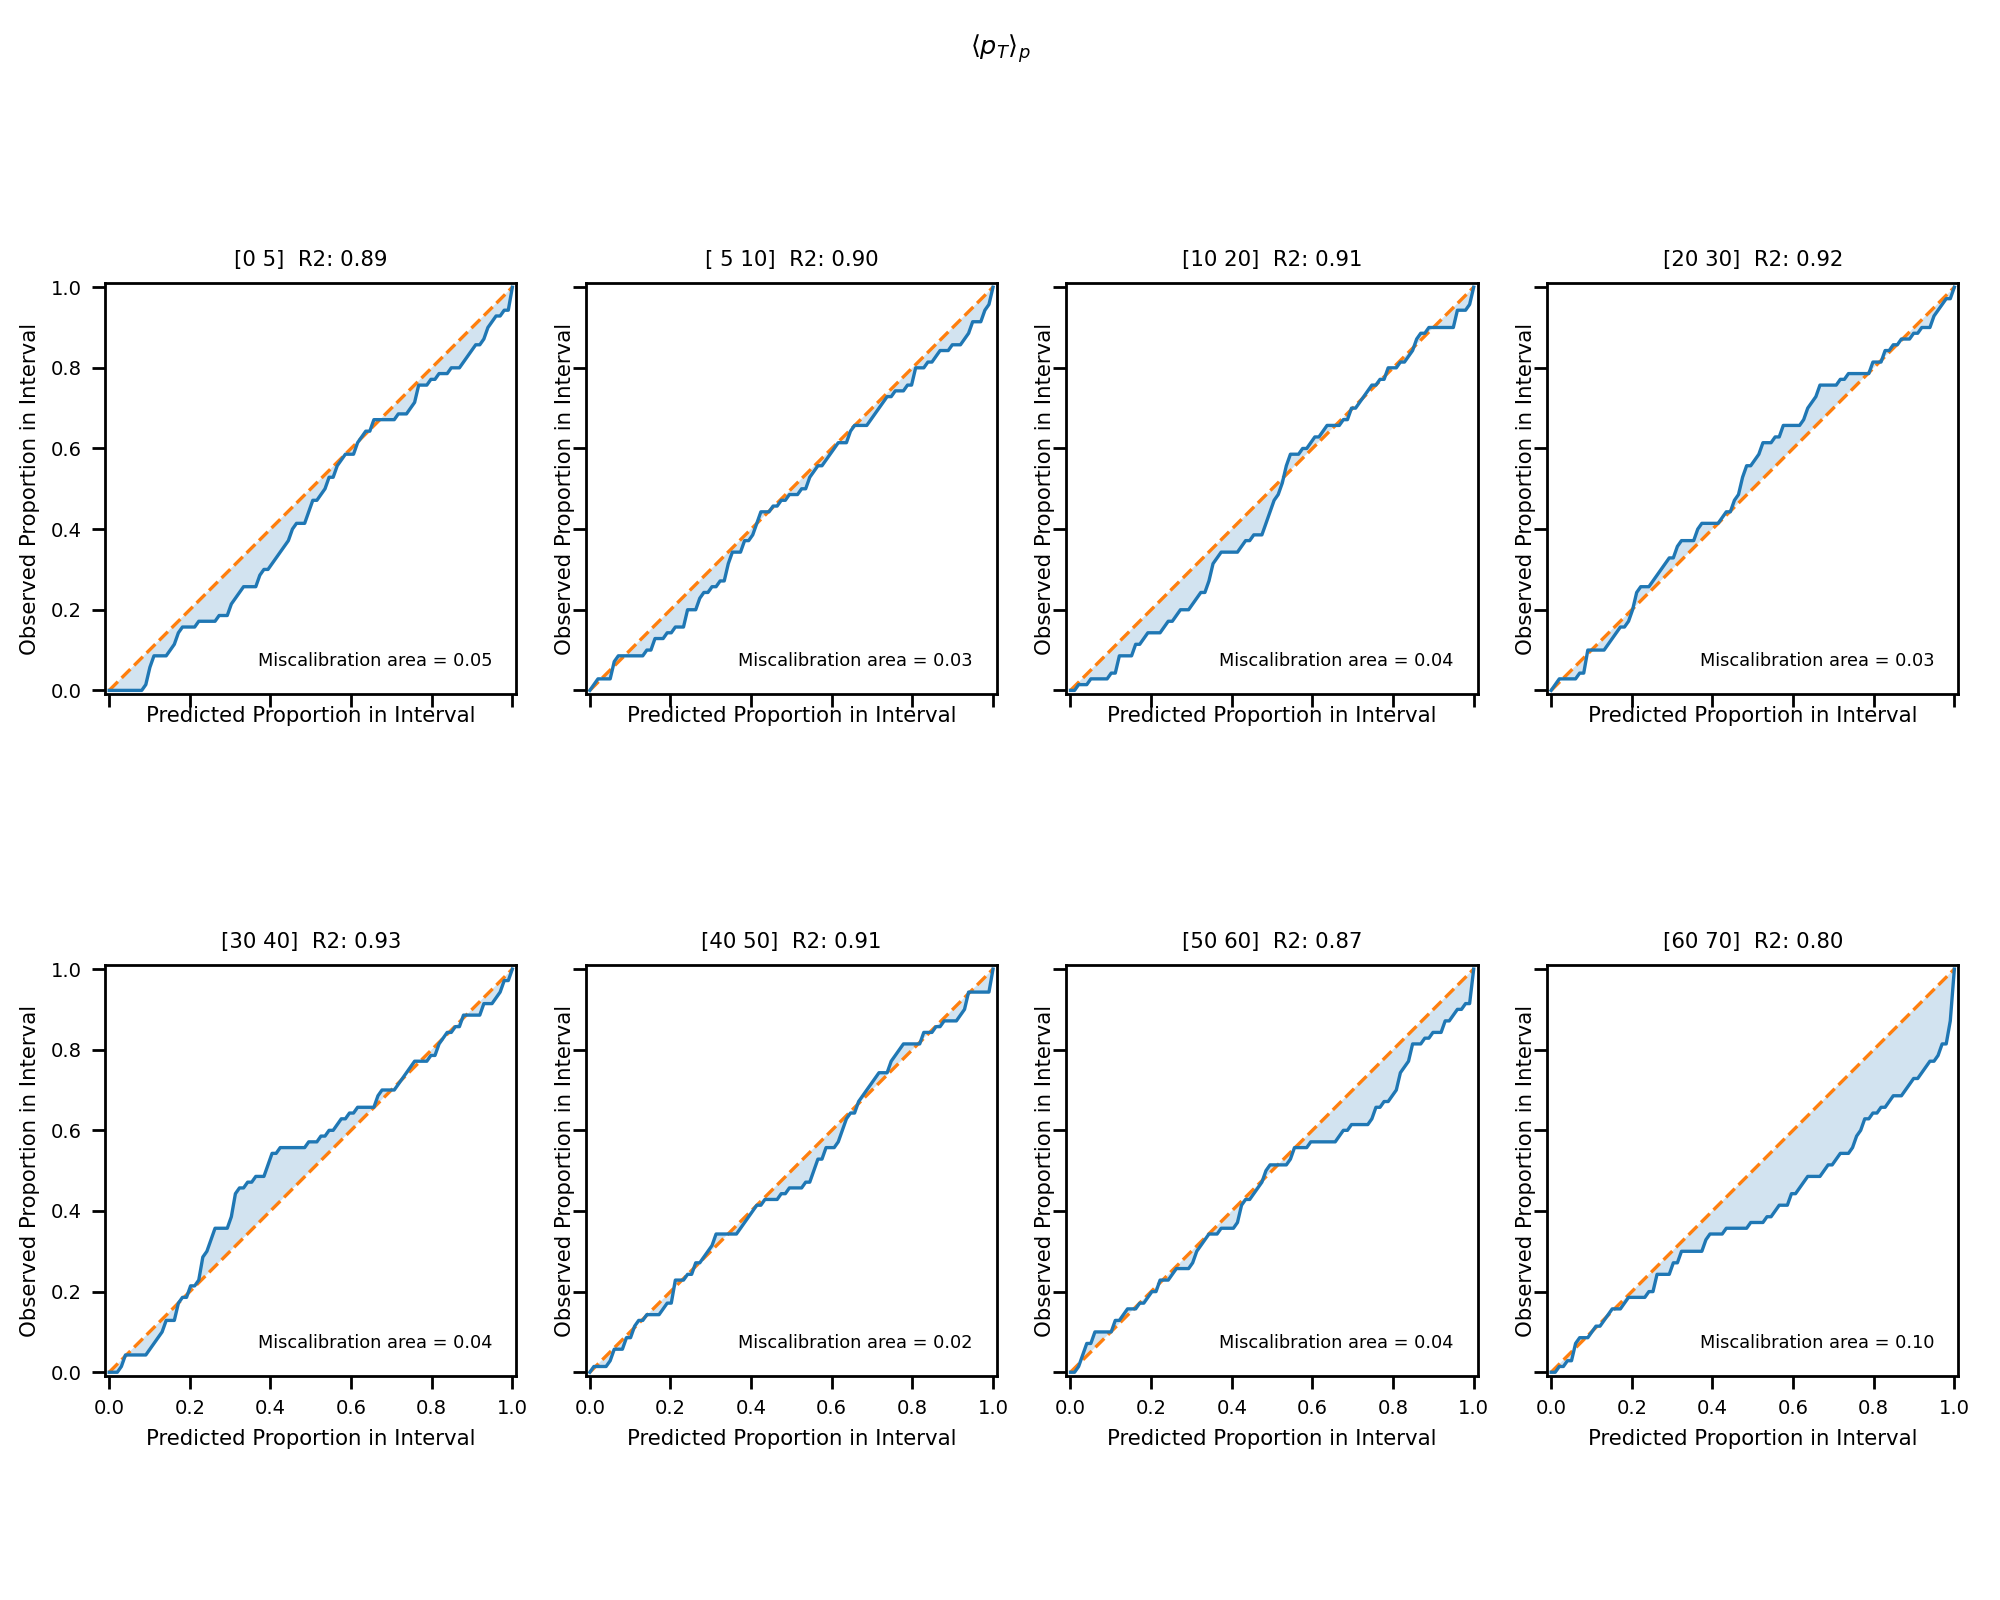 ⟨p_T⟩_p
[0 5]  R2: 0.89
[ 5 10]  R2: 0.90
[10 20]  R2: 0.91
[20 30]  R2: 0.92
1.0
0.8
0.6
0.4
0.2
0.0
Observed Proportion in Interval
Observed Proportion in Interval
Observed Proportion in Interval
Observed Proportion in Interval
Miscalibration area = 0.05
Miscalibration area = 0.03
Miscalibration area = 0.04
Miscalibration area = 0.03
Predicted Proportion in Interval
Predicted Proportion in Interval
Predicted Proportion in Interval
Predicted Proportion in Interval
[30 40]  R2: 0.93
[40 50]  R2: 0.91
[50 60]  R2: 0.87
[60 70]  R2: 0.80
1.0
0.8
0.6
0.4
0.2
0.0
Observed Proportion in Interval
Observed Proportion in Interval
Observed Proportion in Interval
Observed Proportion in Interval
Miscalibration area = 0.04
Miscalibration area = 0.02
Miscalibration area = 0.04
Miscalibration area = 0.10
0.0 0.2 0.4 0.6 0.8 1.0
0.0 0.2 0.4 0.6 0.8 1.0
0.0 0.2 0.4 0.6 0.8 1.0
0.0 0.2 0.4 0.6 0.8 1.0
Predicted Proportion in Interval
Predicted Proportion in Interval
Predicted Proportion in Interval
Predicted Proportion in Interval